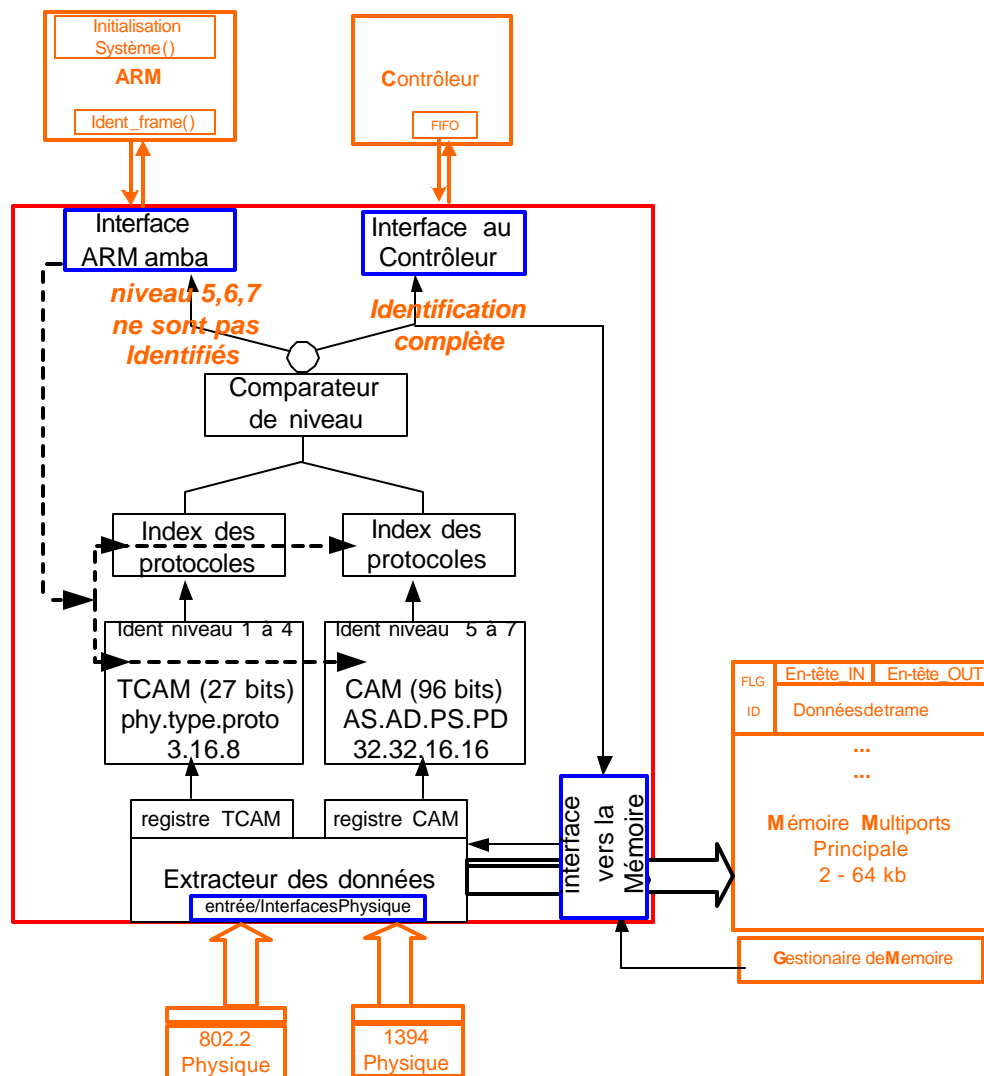 Initialisation
Système()
ARM
Ident_frame()
Contrôleur
FIFO
Interface
ARM amba
Interface au
Contrôleur
niveau 5,6,7
ne sont pas
Identifiés
Identification
complète
Comparateur
de niveau
Index des
protocoles
Index des
protocoles
Ident niveau 1 à 4
TCAM (27 bits)
phy.type.proto
3.16.8
Ident niveau 5 à 7
CAM (96 bits)
AS.AD.PS.PD
32.32.16.16
registre TCAM
registre CAM
Extracteur des données
entrée/InterfacesPhysique
Interface
vers la
Mémoire
FLG
ID
En-tête_IN
En-tête_OUT
Donnéesdetrame
...
...
Mémoire Multiports
Principale
2 - 64 kb
Gestionaire deMemoire
802.2
Physique
1394
Physique